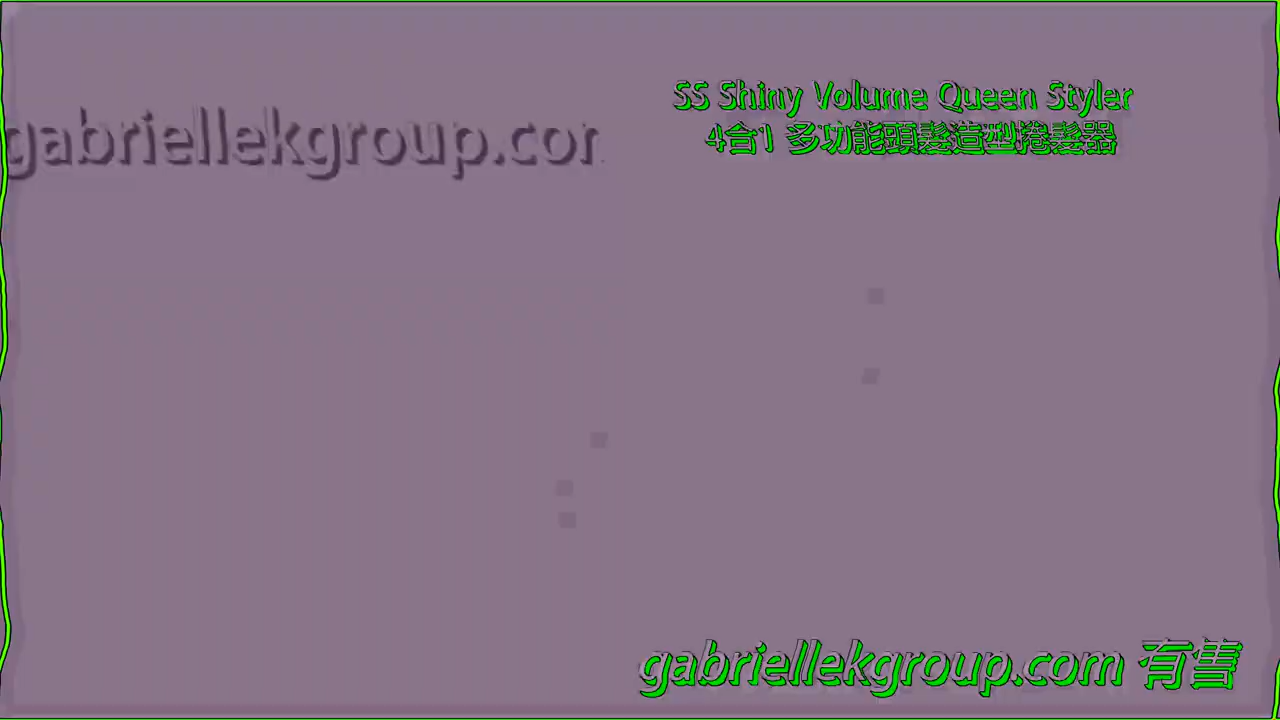 gabriellekgroup.com
SS Shiny Volume Queen Styler
4合1 多功能頭髮造型捲髮器
gabriellekgroup.com 有售